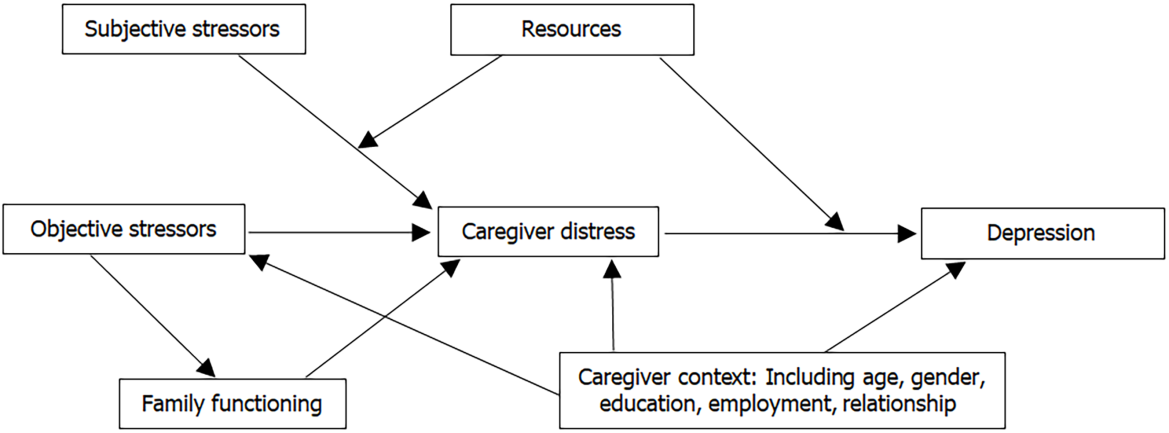 Subjective stressors
Resources
Objective stressors
Caregiver distress
Depression
Family functioning
Caregiver context: Including age, gender,
education, employment, relationship